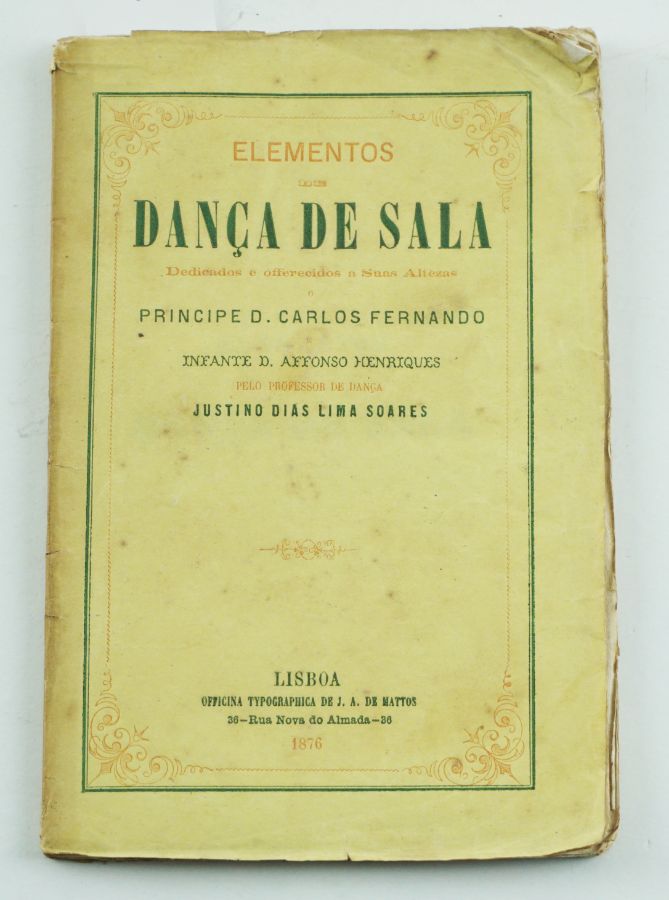 ELEMENTOS
DE
DANÇA DE SALA
Dedicados e offerecidos a Suas Altezas
O
PRINCIPE D. CARLOS FERNANDO
E
INFANTE D. AFFONSO HENRIQUES
PELO PROFESSOR DE DANÇA
JUSTINO DIAS LIMA SOARES
LISBOA
OFFICINA TYPOGRAPHICA DE J. A. DE MATTOS
36—Rua Nova do Almada—36
1876